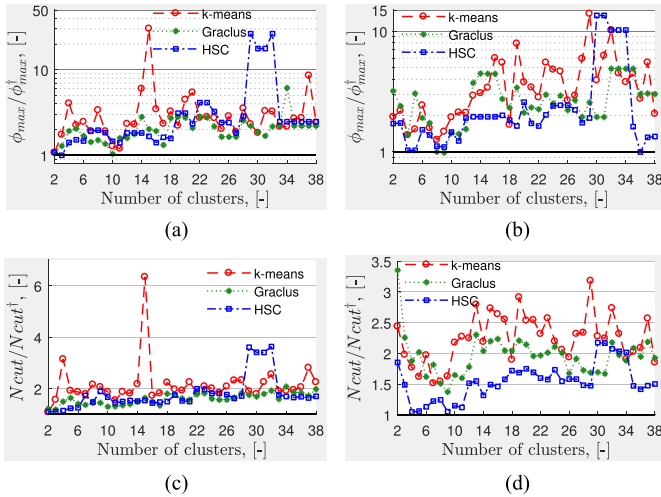 50
10
1
ϕ_max/ϕ†_max, [-]
k-means
Graclus
HSC
2 6 10 14 18 22 26 30 34 38
Number of clusters, [-]
(a)
15
10
1
ϕ_max/ϕ†_max, [-]
k-means
Graclus
HSC
2 6 10 14 18 22 26 30 34 38
Number of clusters, [-]
(b)
6
4
2
Ncut/Ncut†, [-]
k-means
Graclus
HSC
2 6 10 14 18 22 26 30 34 38
Number of clusters, [-]
(c)
3.5
3
2.5
2
1.5
1
Ncut/Ncut†, [-]
k-means
Graclus
HSC
2 6 10 14 18 22 26 30 34 38
Number of clusters, [-]
(d)